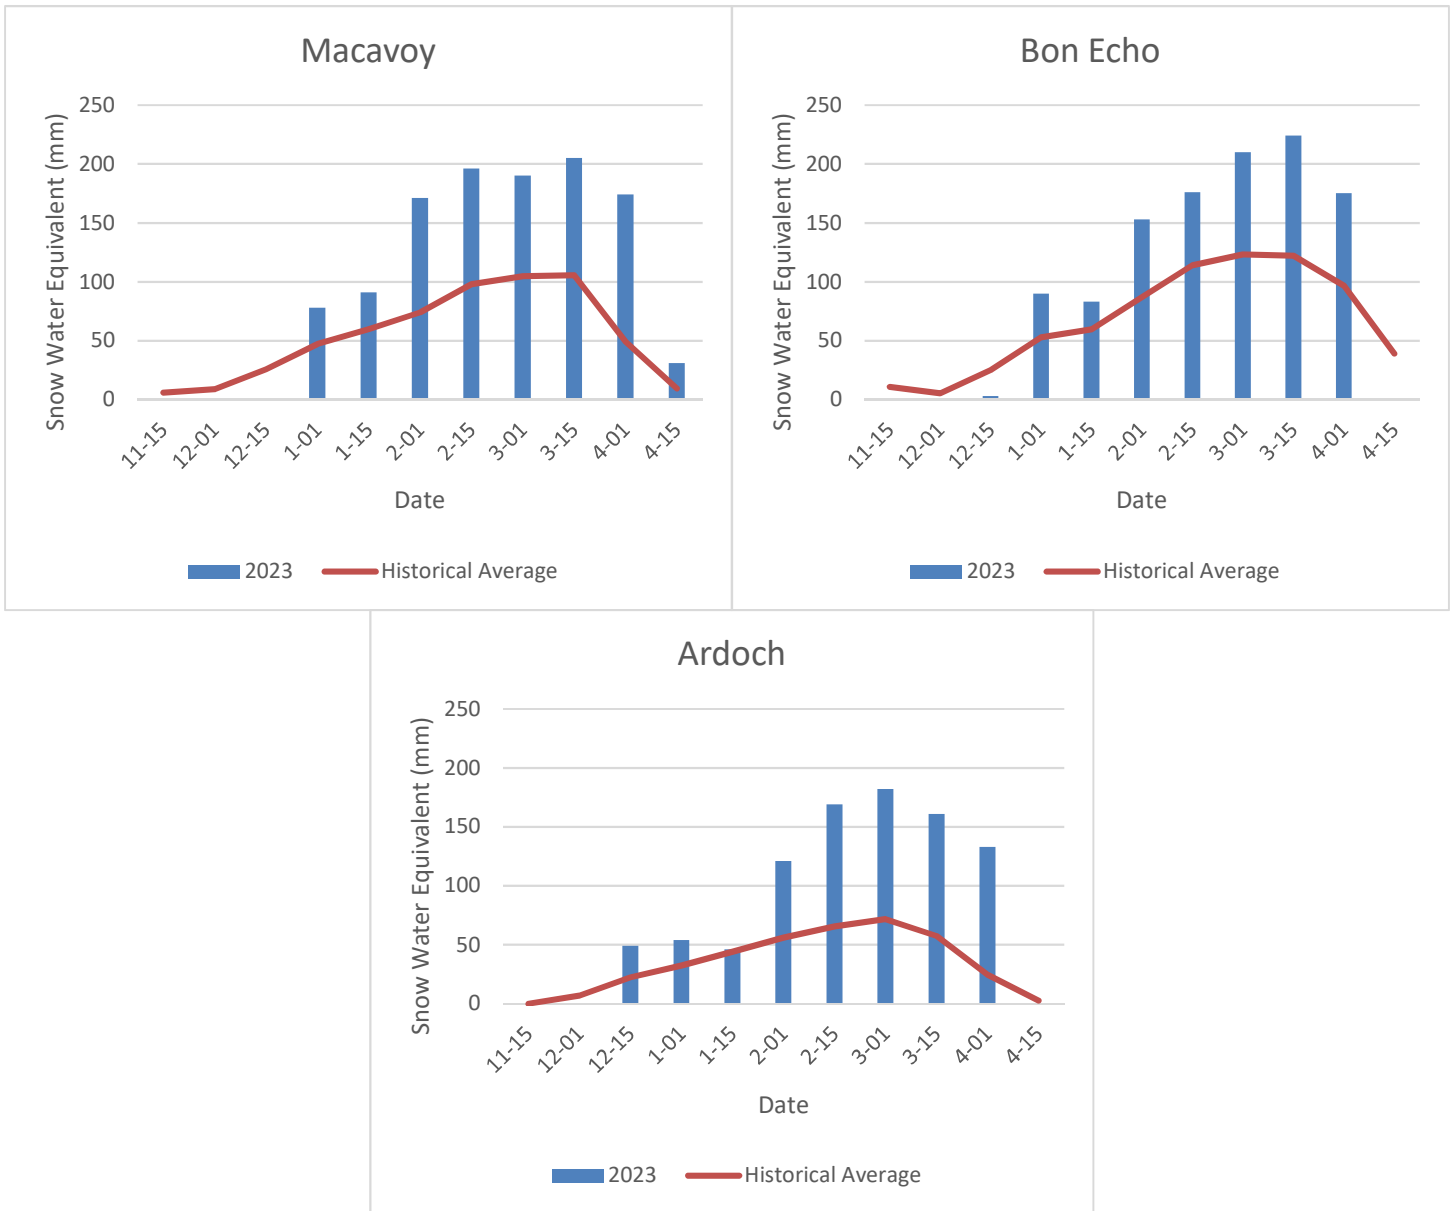 Macavoy
Snow Water Equivalent (mm)
250
200
150
100
50
0
11-15 12-01 12-15 1-01 1-15 2-01 2-15 3-01 3-15 4-01 4-15
Date
2023 Historical Average
Bon Echo
Snow Water Equivalent (mm)
250
200
150
100
50
0
11-15 12-01 12-15 1-01 1-15 2-01 2-15 3-01 3-15 4-01 4-15
Date
2023 Historical Average
Ardoch
Snow Water Equivalent (mm)
250
200
150
100
50
0
11-15 12-01 12-15 1-01 1-15 2-01 2-15 3-01 3-15 4-01 4-15
Date
2023 Historical Average